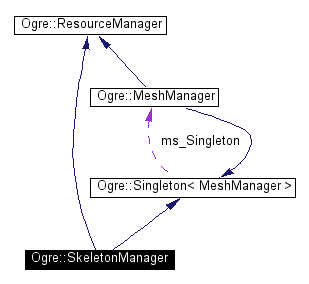 Ogre::ResourceManager
Ogre::MeshManager
ms_Singleton
Ogre::Singleton< MeshManager >
Ogre::SkeletonManager